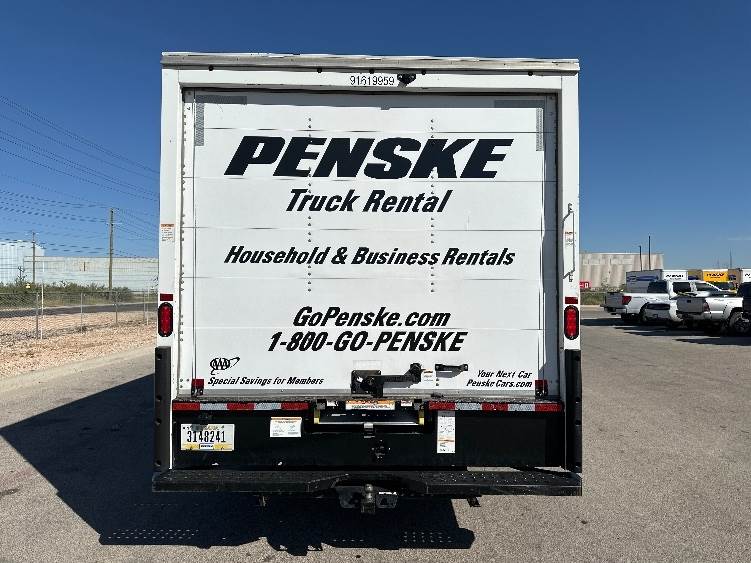 91619959
PENSKE
Truck Rental
Household & Business Rentals
GoPenske.com
1-800-GO-PENSKE
AAA
Special Savings for Members
Your Next Car
PenskeCars.com
3148241
PENSKE